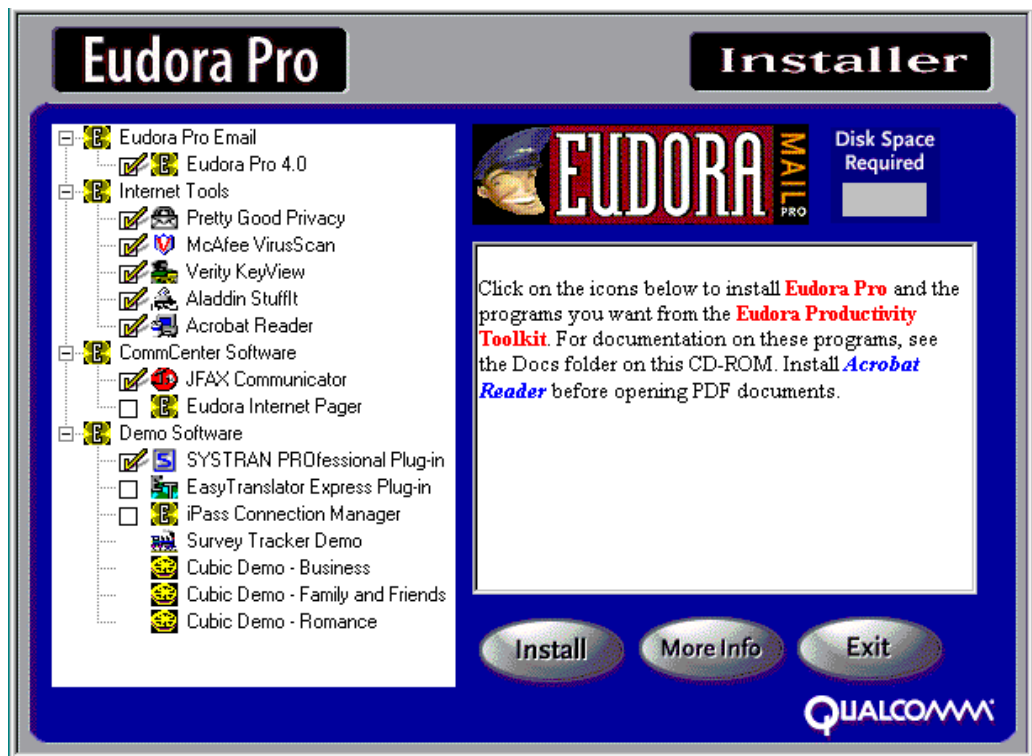 Eudora Pro
Installer
Eudora Pro Email
Eudora Pro 4.0
Internet Tools
Pretty Good Privacy
McAfee VirusScan
Verity KeyView
Aladdin StuffIt
Acrobat Reader
CommCenter Software
JFAX Communicator
Eudora Internet Pager
Demo Software
SYSTRAN PROfessional Plug-in
EasyTranslator Express Plug-in
iPass Connection Manager
Survey Tracker Demo
Cubic Demo - Business
Cubic Demo - Family and Friends
Cubic Demo - Romance
EUDORA
MAIL
PRO
Disk Space
Required
Click on the icons below to install Eudora Pro and the
programs you want from the Eudora Productivity
Toolkit. For documentation on these programs, see
the Docs folder on this CD-ROM. Install Acrobat
Reader before opening PDF documents.
Install
More Info
Exit
QUALCOMM